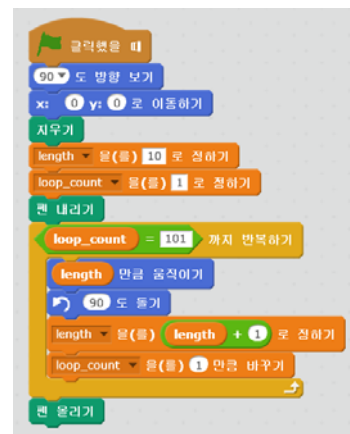 클릭했을 때
90 도 방향 보기
x: 0 y: 0 로 이동하기
지우기
length 을(를) 10 로 정하기
loop_count 을(를) 1 로 정하기
펜 내리기
loop_count = 101 까지 반복하기
length 만큼 움직이기
90 도 돌기
length 을(를) length + 1 로 정하기
loop_count 을(를) 1 만큼 바꾸기
펜 올리기